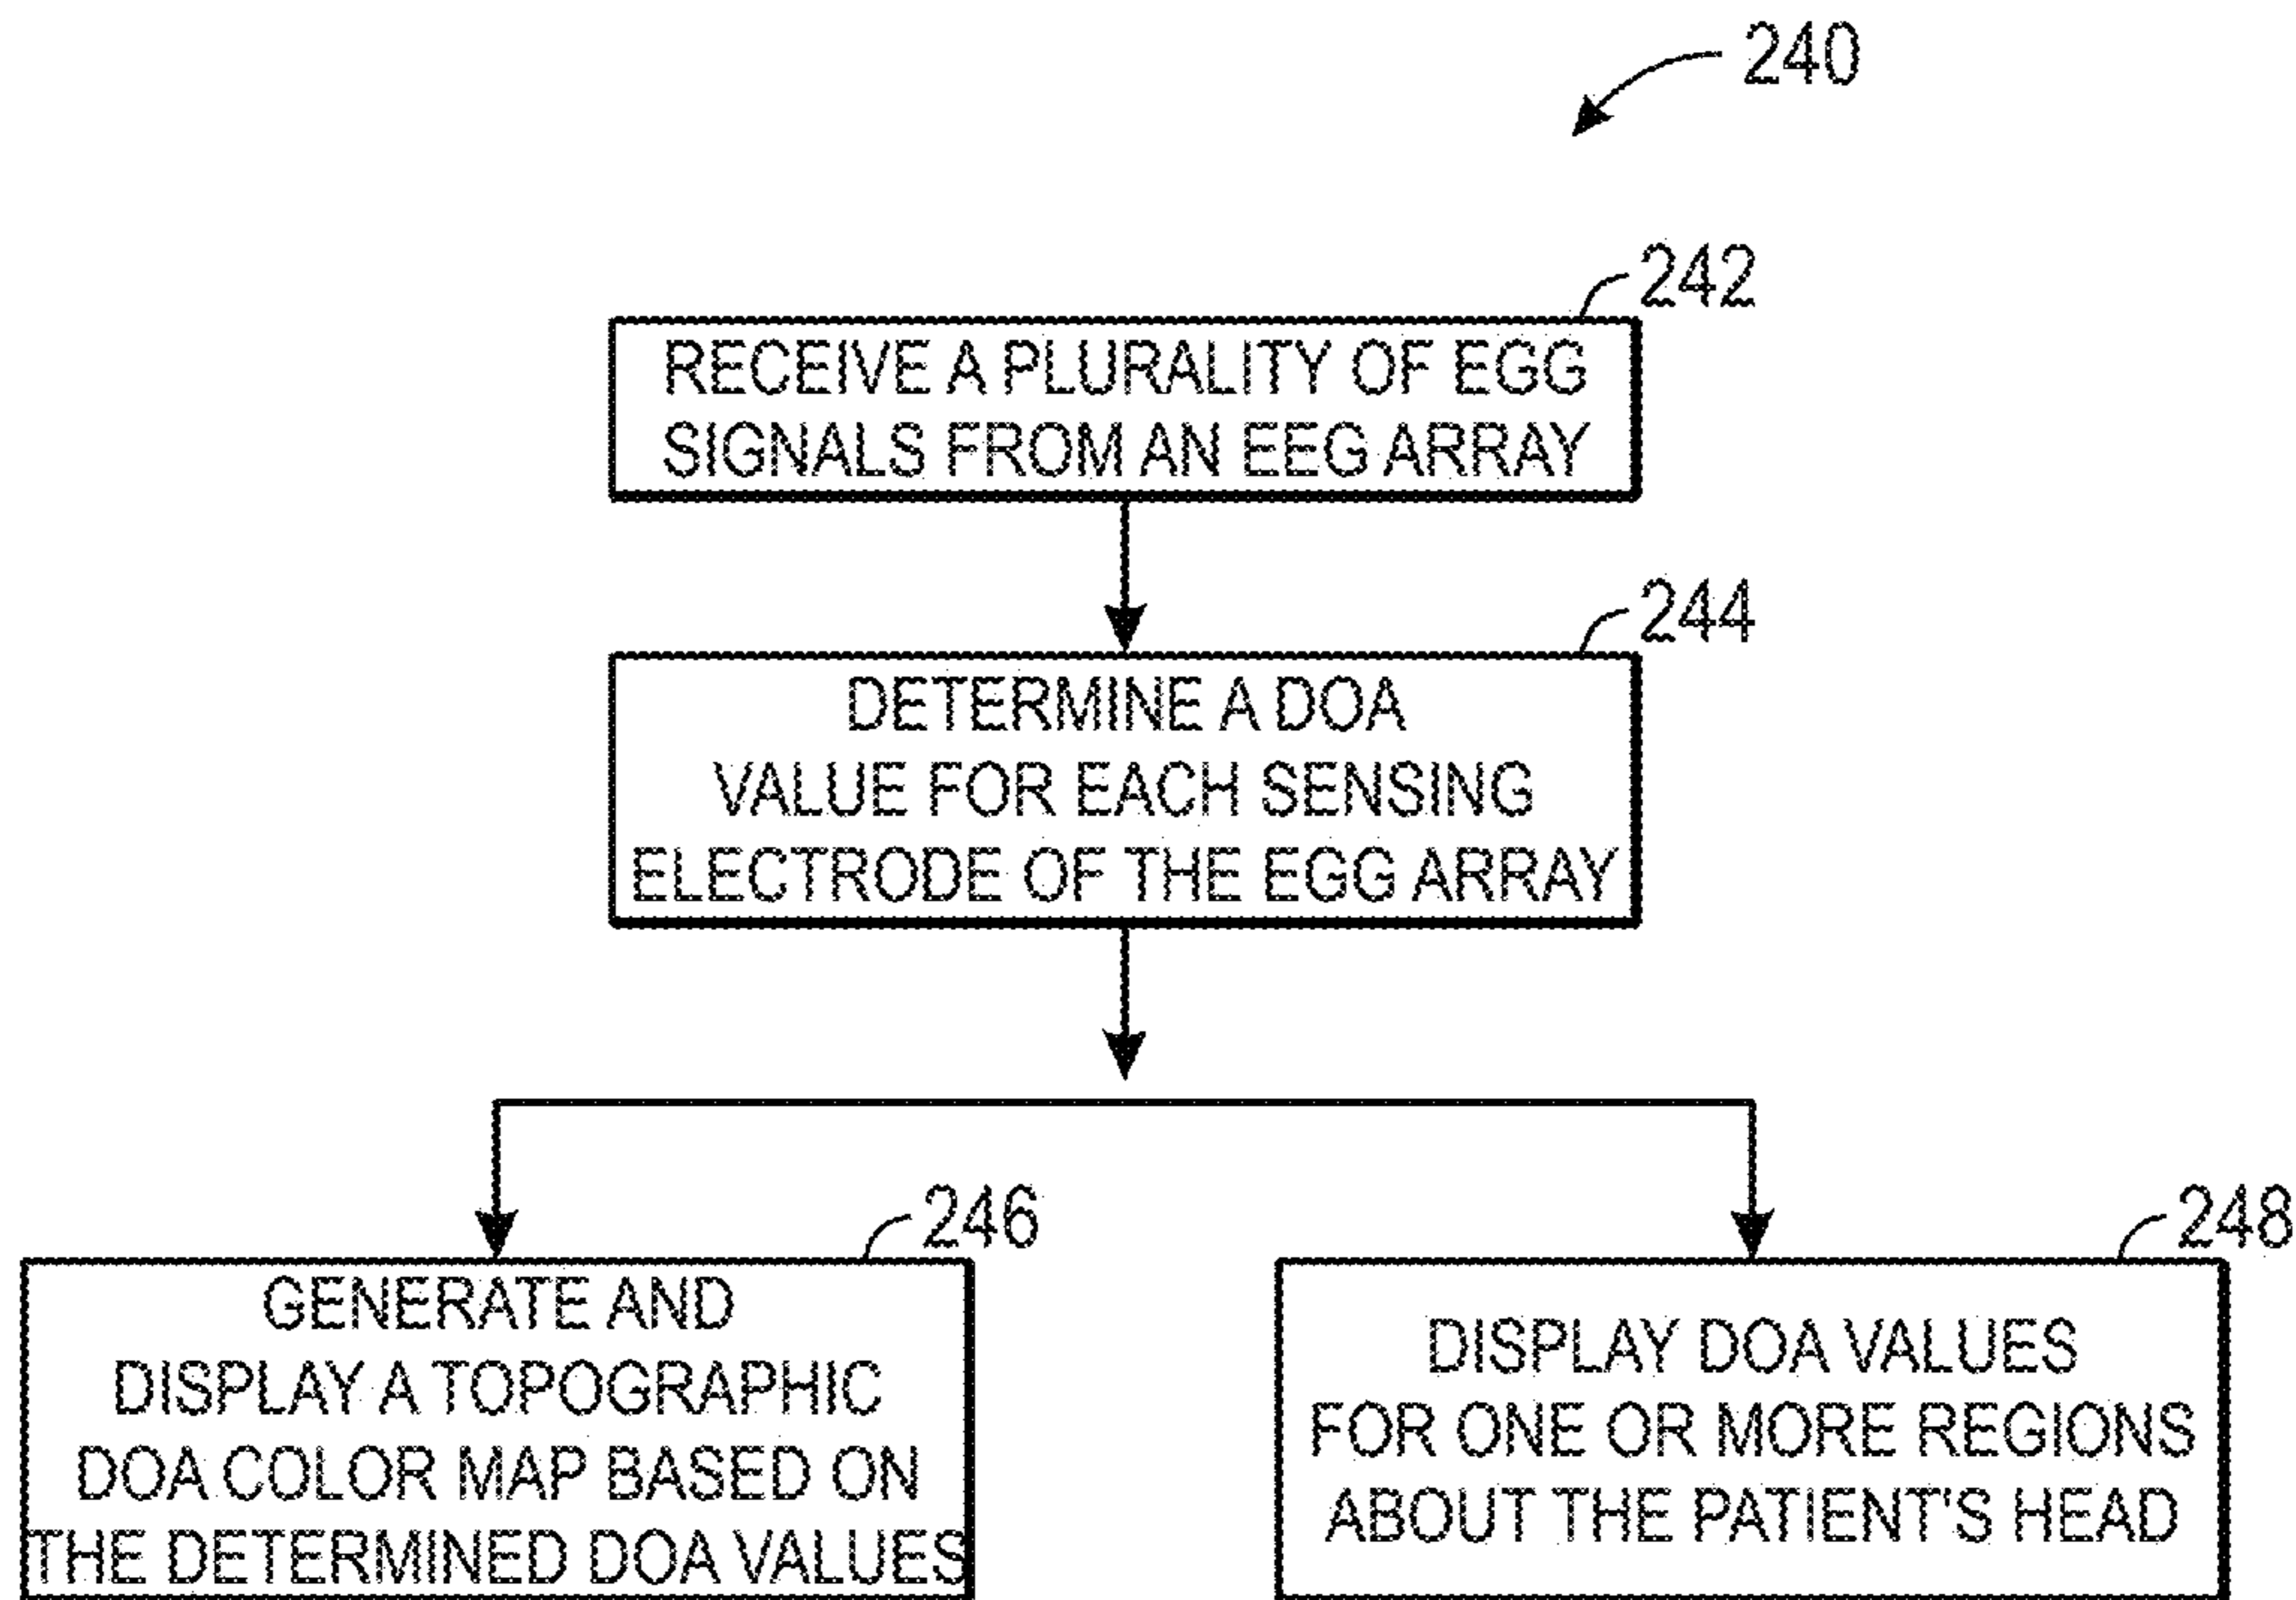 240
242
RECEIVE A PLURALITY OF EGG
SIGNALS FROM AN EEG ARRAY
244
DETERMINE A DOA
VALUE FOR EACH SENSING
ELECTRODE OF THE EGG ARRAY
246
GENERATE AND
DISPLAY A TOPOGRAPHIC
DOA COLOR MAP BASED ON
THE DETERMINED DOA VALUES
248
DISPLAY DOA VALUES
FOR ONE OR MORE REGIONS
ABOUT THE PATIENT'S HEAD